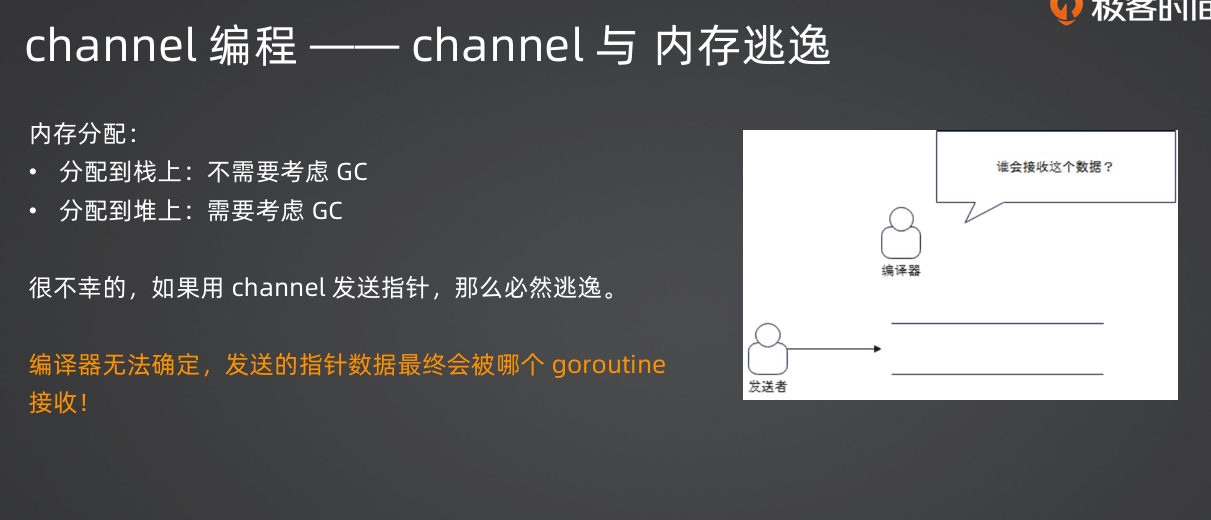 极客时间
channel 编程 —— channel 与 内存逃逸
内存分配：
• 分配到栈上：不需要考虑 GC
• 分配到堆上：需要考虑 GC
很不幸的，如果用 channel 发送指针，那么必然逃逸。
编译器无法确定，发送的指针数据最终会被哪个 goroutine
接收！
谁会接收这个数据？
编译器
发送者